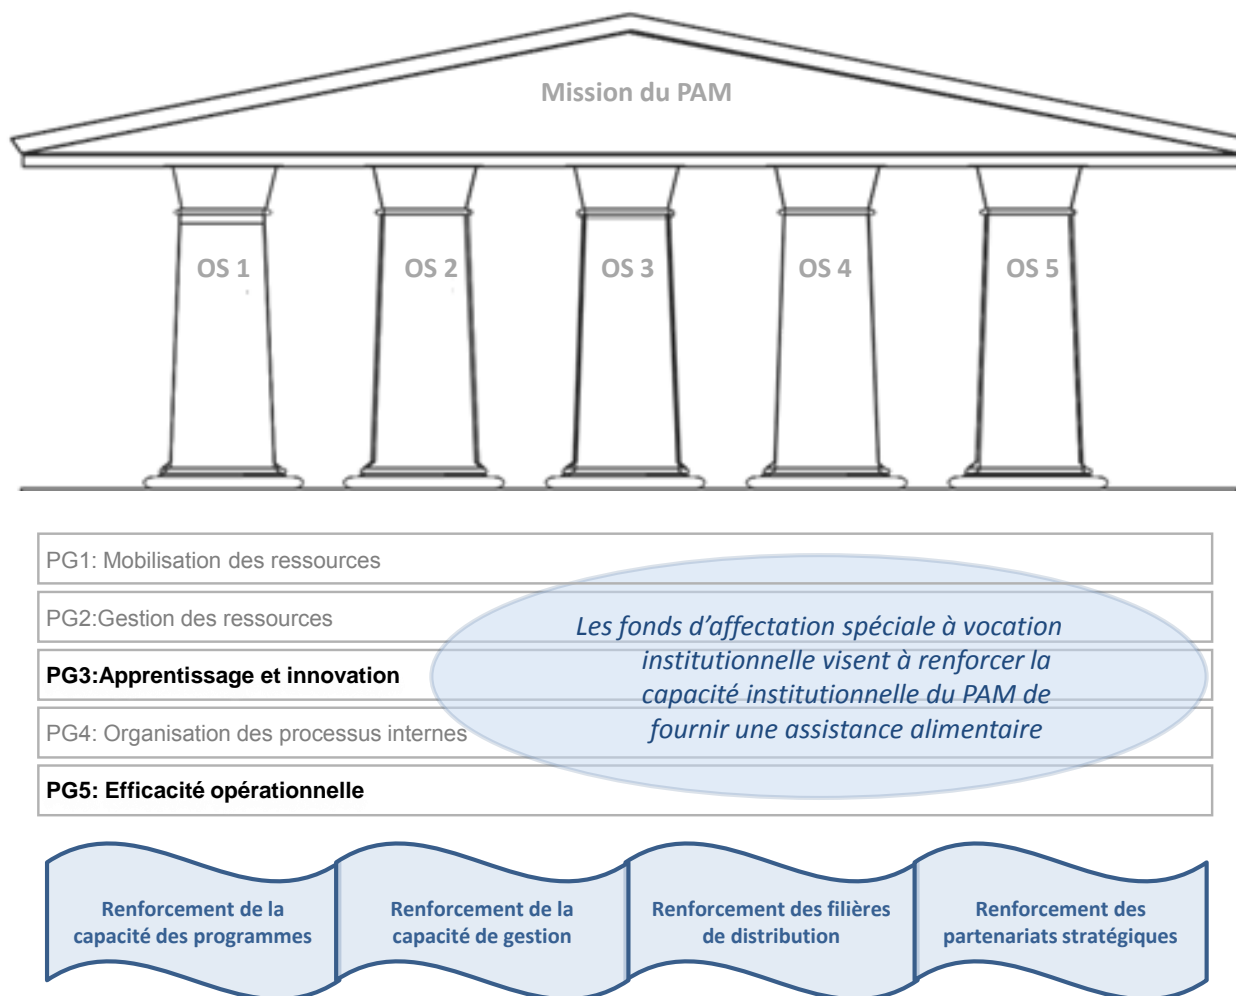 Mission du PAM
OS 1
OS 2
OS 3
OS 4
OS 5
PG1: Mobilisation des ressources
PG2:Gestion des ressources
PG3:Apprentissage et innovation
PG4: Organisation des processus internes
PG5: Efficacité opérationnelle
Les fonds d’affectation spéciale à vocation
institutionnelle visent à renforcer la
capacité institutionnelle du PAM de
fournir une assistance alimentaire
Renforcement de la
capacité des programmes
Renforcement de la
capacité de gestion
Renforcement des filières
de distribution
Renforcement des
partenariats stratégiques